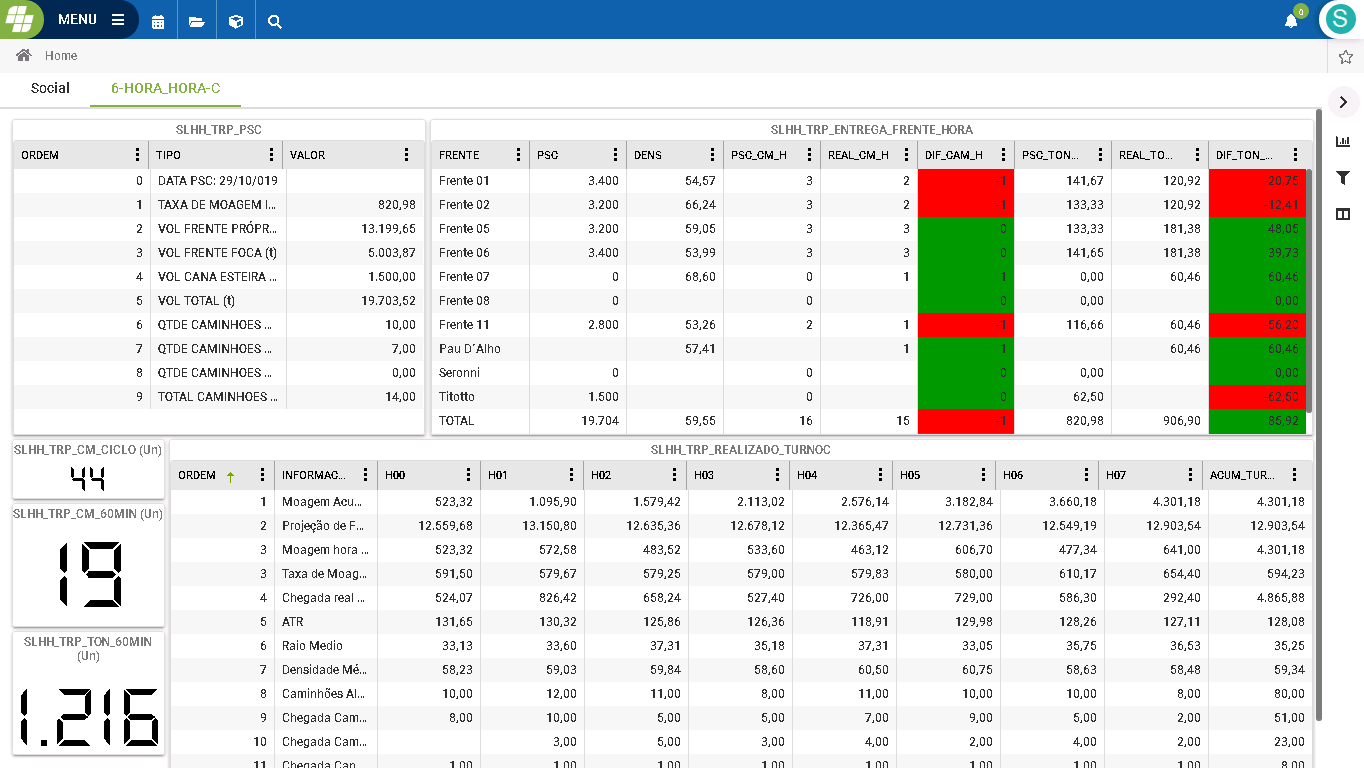 MENU
0
S
Home
Social 6-HORA_HORA-C
SLHH_TRP_PSC
ORDEM TIPO VALOR
0 DATA PSC: 29/10/019
1 TAXA DE MOAGEM I... 820,98
2 VOL FRENTE PRÓPR... 13.199,65
3 VOL FRENTE FOCA (t) 5.003,87
4 VOL CANA ESTEIRA ... 1.500,00
5 VOL TOTAL (t) 19.703,52
6 QTDE CAMINHOES ... 10,00
7 QTDE CAMINHOES ... 7,00
8 QTDE CAMINHOES ... 0,00
9 TOTAL CAMINHOES ... 14,00
SLHH_TRP_ENTREGA_FRENTE_HORA
FRENTE PSC DENS PSC_CM_H REAL_CM_H DIF_CAM_H PSC_TON... REAL_TO... DIF_TON_...
Frente 01 3.400 54,57 3 2 -1 141,67 120,92 -20,75
Frente 02 3.200 66,24 3 2 -1 133,33 120,92 -12,41
Frente 05 3.200 59,05 3 3 0 133,33 181,38 48,05
Frente 06 3.400 53,99 3 3 0 141,65 181,38 39,73
Frente 07 0 68,60 0 1 1 0,00 60,46 60,46
Frente 08 0 0 0 0,00 0,00
Frente 11 2.800 53,26 2 1 -1 116,66 60,46 -56,20
Pau D´Alho 57,41 1 1 60,46 60,46
Seronni 0 0 0,00 0,00
Titotto 1.500 0 0 62,50 -62,50
TOTAL 19.704 59,55 16 15 -1 820,98 906,90 85,92
SLHH_TRP_CM_CICLO (Un)
44
SLHH_TRP_CM_60MIN (Un)
19
SLHH_TRP_TON_60MIN
(Un)
1.216
SLHH_TRP_REALIZADO_TURNOC
ORDEM INFORMAC... H00 H01 H02 H03 H04 H05 H06 H07 ACUM_TUR...
1 Moagem Acu... 523,32 1.095,90 1.579,42 2.113,02 2.576,14 3.182,84 3.660,18 4.301,18 4.301,18
2 Projeção de F... 12.559,68 13.150,80 12.635,36 12.678,12 12.365,47 12.731,36 12.549,19 12.903,54 12.903,54
3 Moagem hora ... 523,32 572,58 483,52 533,60 463,12 606,70 477,34 641,00 4.301,18
3 Taxa de Moag... 591,50 579,67 579,25 579,00 579,83 580,00 610,17 654,40 594,23
4 Chegada real ... 524,07 826,42 658,24 527,40 726,00 729,00 586,30 292,40 4.865,88
5 ATR 131,65 130,32 125,86 126,36 118,91 129,98 128,26 127,11 128,08
6 Raio Medio 33,13 33,60 37,31 35,18 37,31 33,05 35,75 36,53 35,25
7 Densidade Mé... 58,23 59,03 59,84 58,60 60,50 60,75 58,63 58,48 59,34
8 Caminhões Al... 10,00 12,00 11,00 8,00 11,00 10,00 10,00 8,00 80,00
9 Chegada Cam... 8,00 10,00 5,00 5,00 7,00 9,00 5,00 2,00 51,00
10 Chegada Cam... 3,00 5,00 3,00 4,00 2,00 4,00 2,00 23,00
11 Chegada Cam... 1,00 1,00 1,00 1,00 1,00 1,00 1,00 1,00 8,00